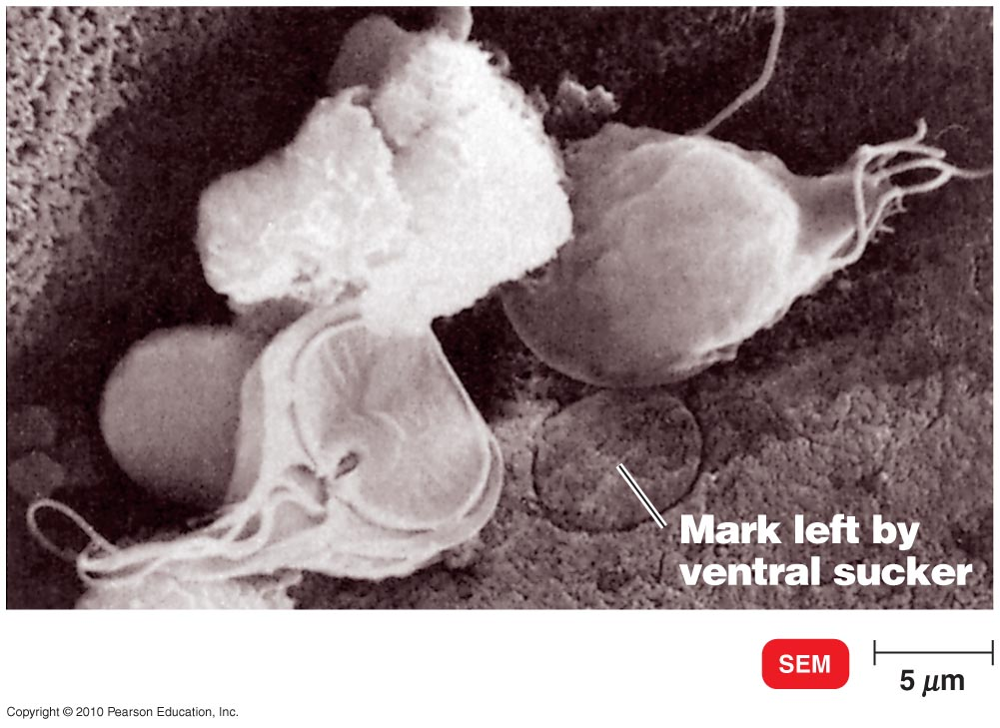 Mark left by
ventral sucker
SEM
5 μm
Copyright © 2010 Pearson Education, Inc.